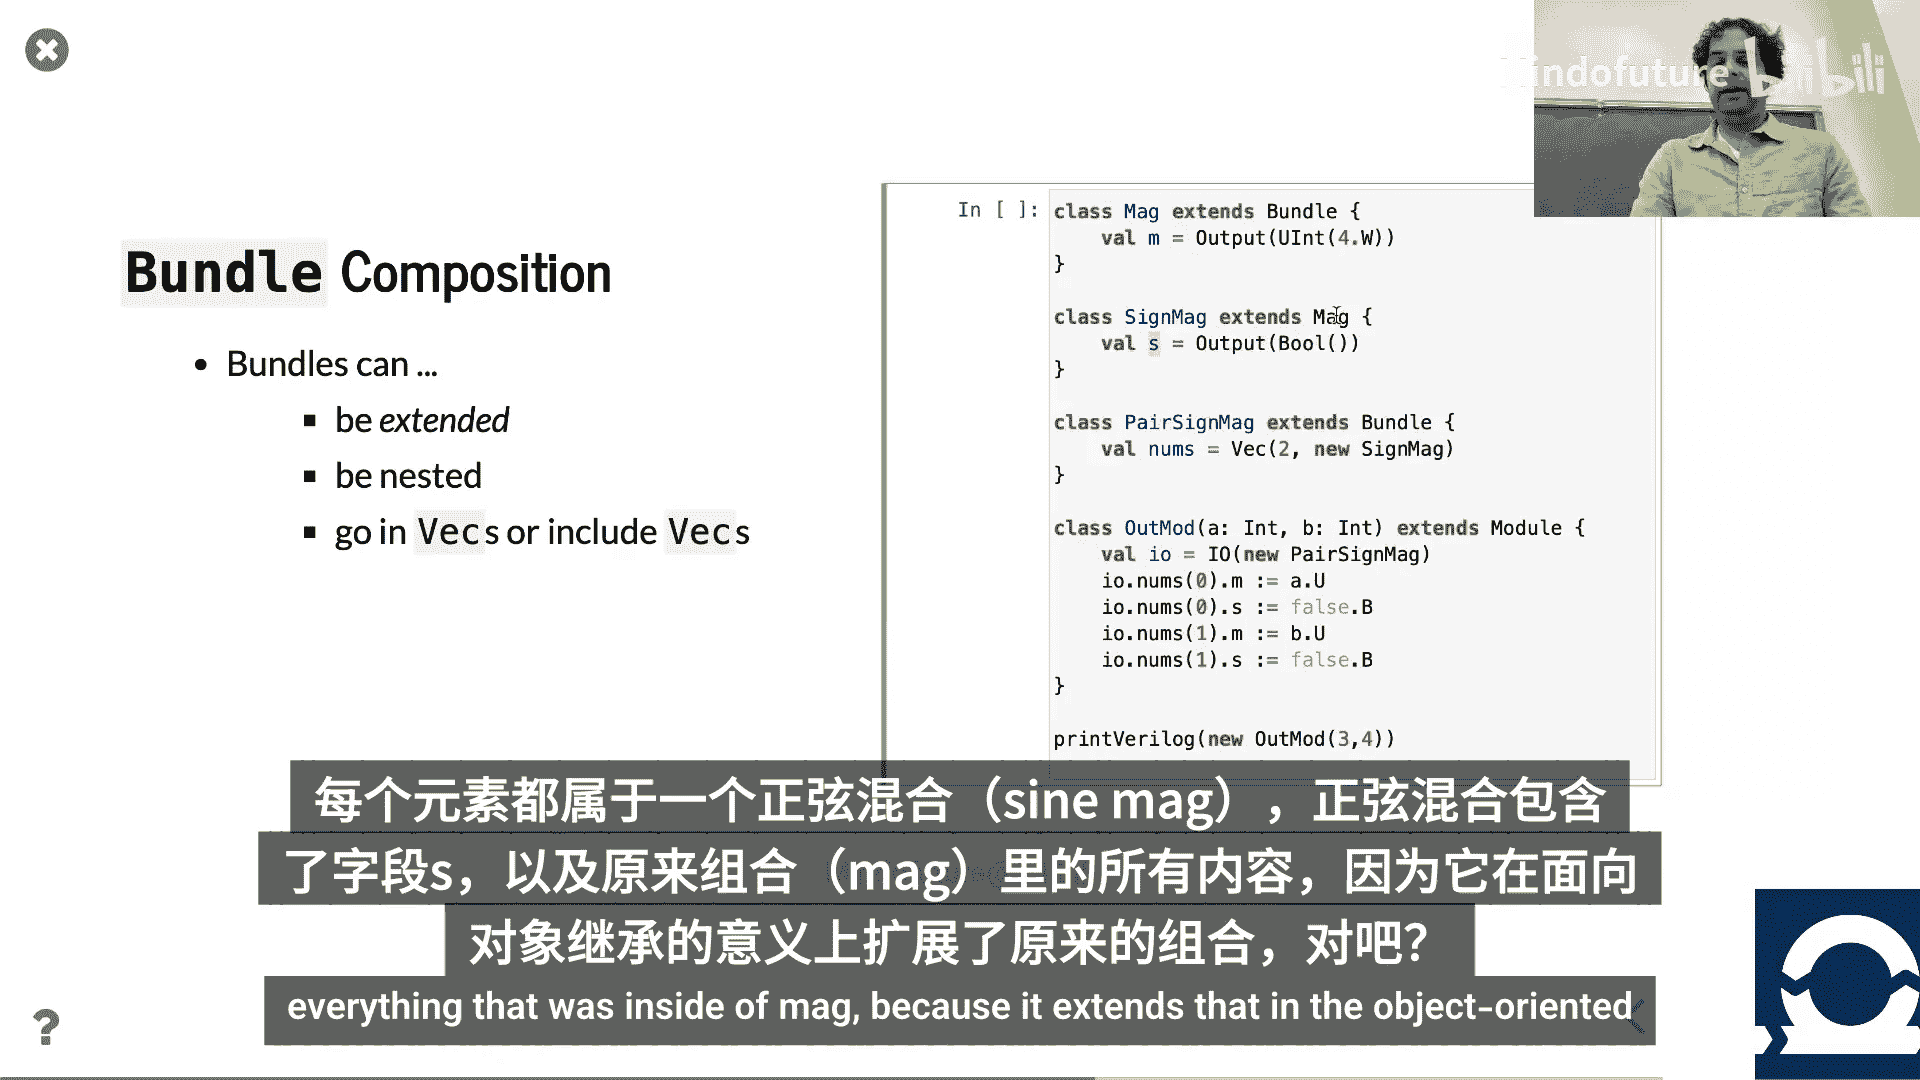 indofuture bilibili
Bundle Composition
• Bundles can ...
▪ be extended
▪ be nested
▪ go in Vecs or include Vecs
In [ ]:
class Mag extends Bundle {
    val m = Output(UInt(4.W))
}
class SignMag extends Mag {
    val s = Output(Bool())
}
class PairSignMag extends Bundle {
    val nums = Vec(2, new SignMag)
}
class OutMod(a: Int, b: Int) extends Module {
    val io = IO(new PairSignMag)
    io.nums(0).m := a.U
    io.nums(0).s := false.B
    io.nums(1).m := b.U
    io.nums(1).s := false.B
}
printVerilog(new OutMod(3,4))
每个元素都属于一个正弦混合（sine mag），正弦混合包含
了字段s，以及原来组合（mag）里的所有内容，因为它在面向
对象继承的意义上扩展了原来的组合，对吧？
everything that was inside of mag, because it extends that in the object-oriented
?